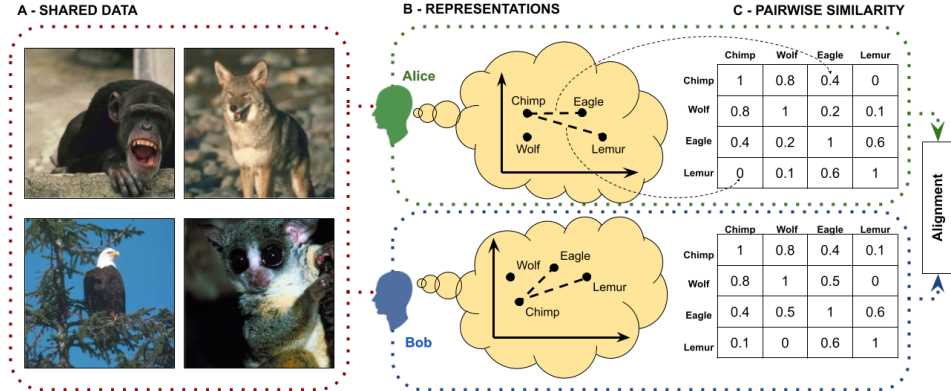 A - SHARED DATA
B - REPRESENTATIONS
C - PAIRWISE SIMILARITY
Alice
Chimp
Eagle
Wolf
Lemur
Chimp Wolf Eagle Lemur
Chimp 1 0.8 0.4 0
Wolf 0.8 1 0.2 0.1
Eagle 0.4 0.2 1 0.6
Lemur 0 0.1 0.6 1
Bob
Wolf
Eagle
Lemur
Chimp
Chimp Wolf Eagle Lemur
Chimp 1 0.8 0.4 0.1
Wolf 0.8 1 0.5 0
Eagle 0.4 0.5 1 0.6
Lemur 0.1 0 0.6 1
Alignment